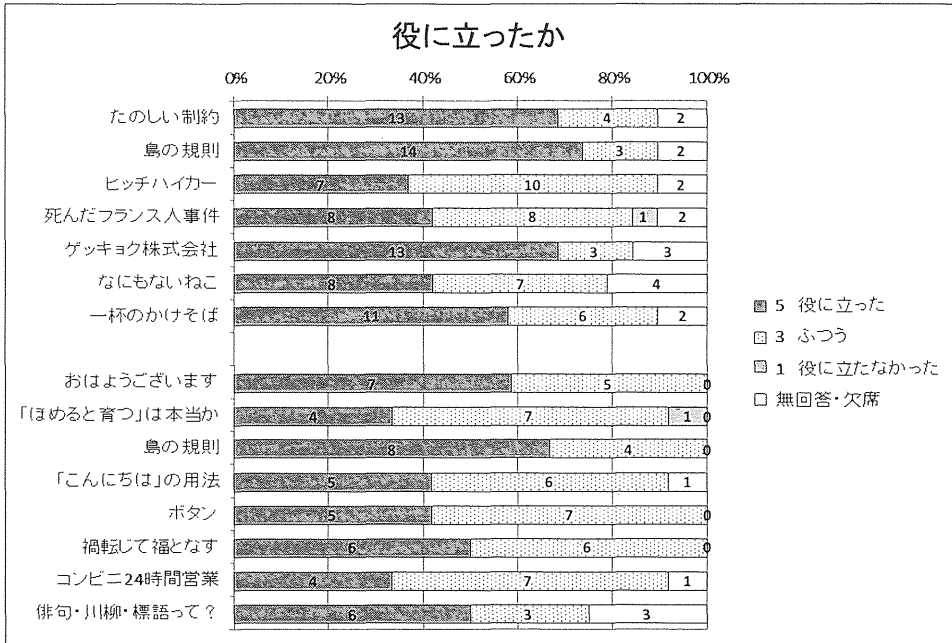 役に立ったか
0% 20% 40% 60% 80% 100%
たのしい制約 13 4 2
島の規則 14 3 2
ヒッチハイカー 7 10 2
死んだフランス人事件 8 8 1 2
ゲッキョク株式会社 13 3 3
なにもないねこ 8 7 4
一杯のかけそば 11 6 2
おはようございます 7 5 0
「ほめると育つ」は本当か 4 7 1 0
島の規則 8 4 0
「こんにちは」の用法 5 6 1
ボタン 5 7 0
禍転じて福となす 6 6 0
コンビニ24時間営業 4 7 1
俳句・川柳・標語って? 6 3 3
5 役に立った
3 ふつう
1 役に立たなかった
無回答・欠席